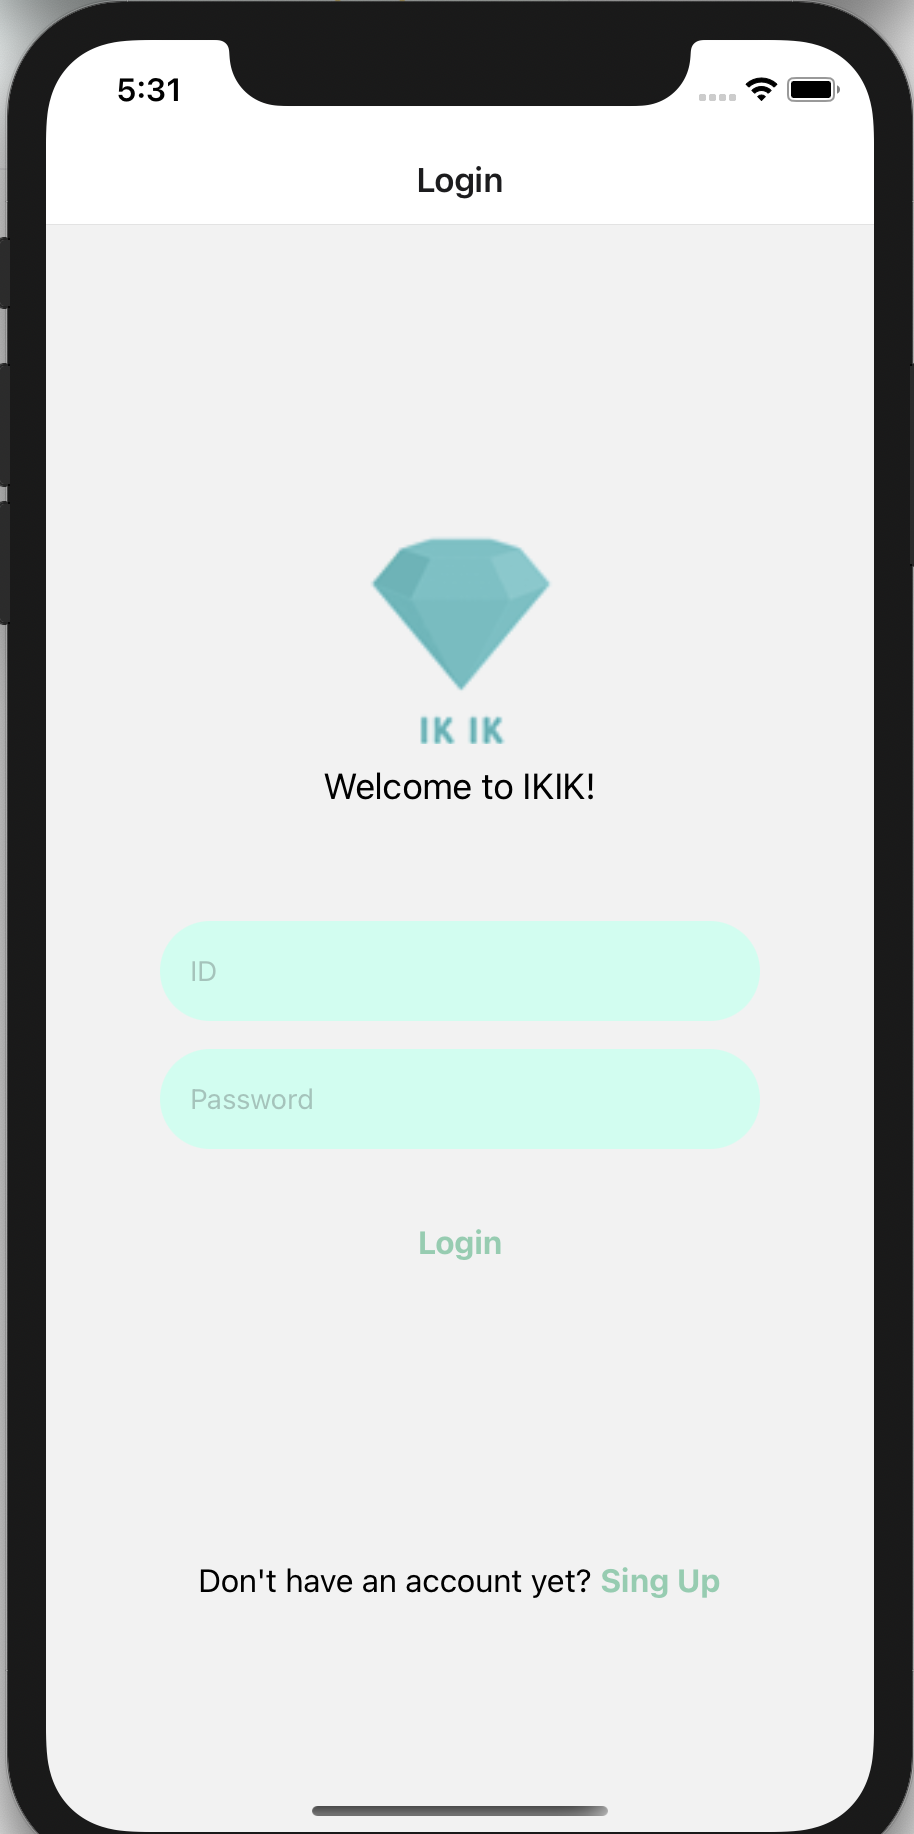 5:31
Login
IK IK
Welcome to IKIK!
ID
Password
Login
Don't have an account yet? Sing Up